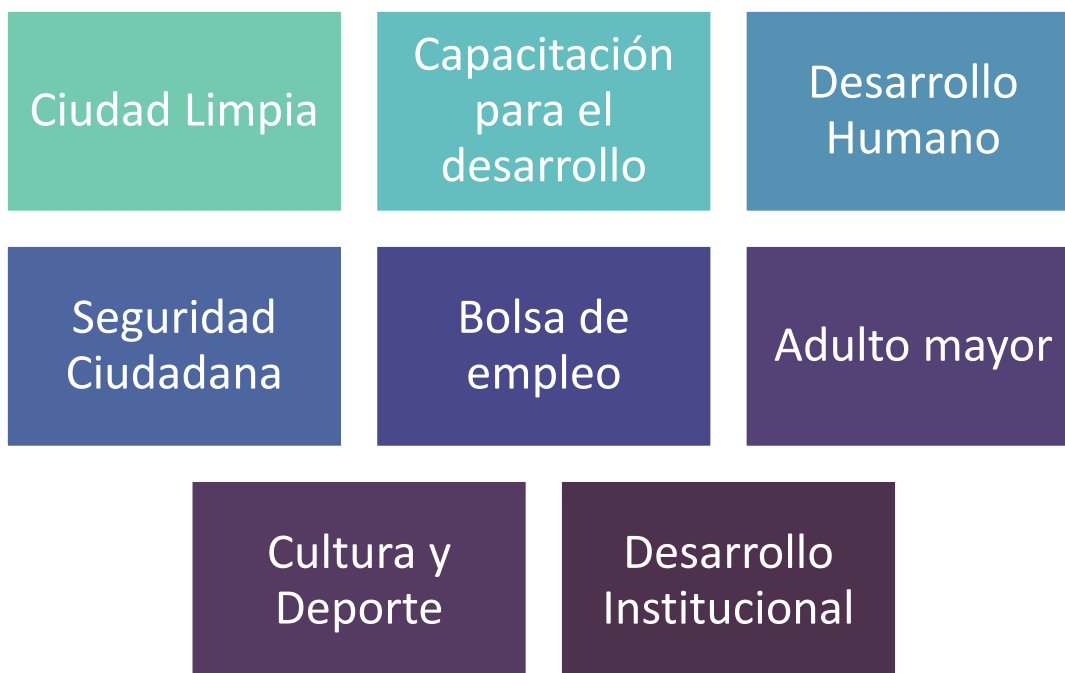 Ciudad Limpia
Capacitación
para el
desarrollo
Desarrollo
Humano
Seguridad
Ciudadana
Bolsa de
empleo
Adulto mayor
Cultura y
Deporte
Desarrollo
Institucional